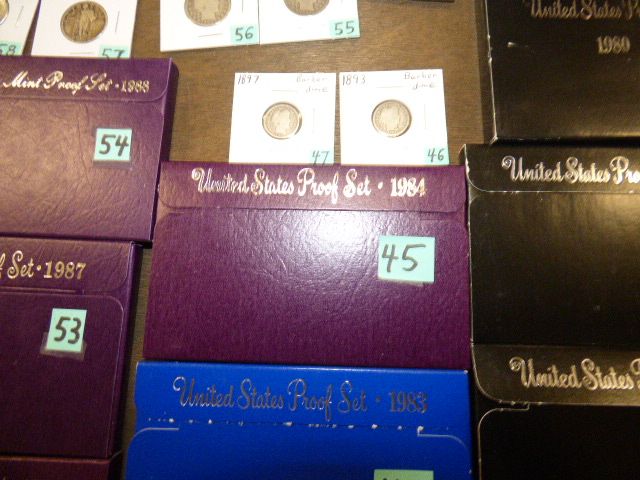 58
57
56
55
United States
1980
Mint Proof Set · 1988
54
1897 Barber dime
47
1893 Barber dime
46
United States Proof Set · 1984
45
United States
Set · 1987
53
United States Proof Set · 1983
United States